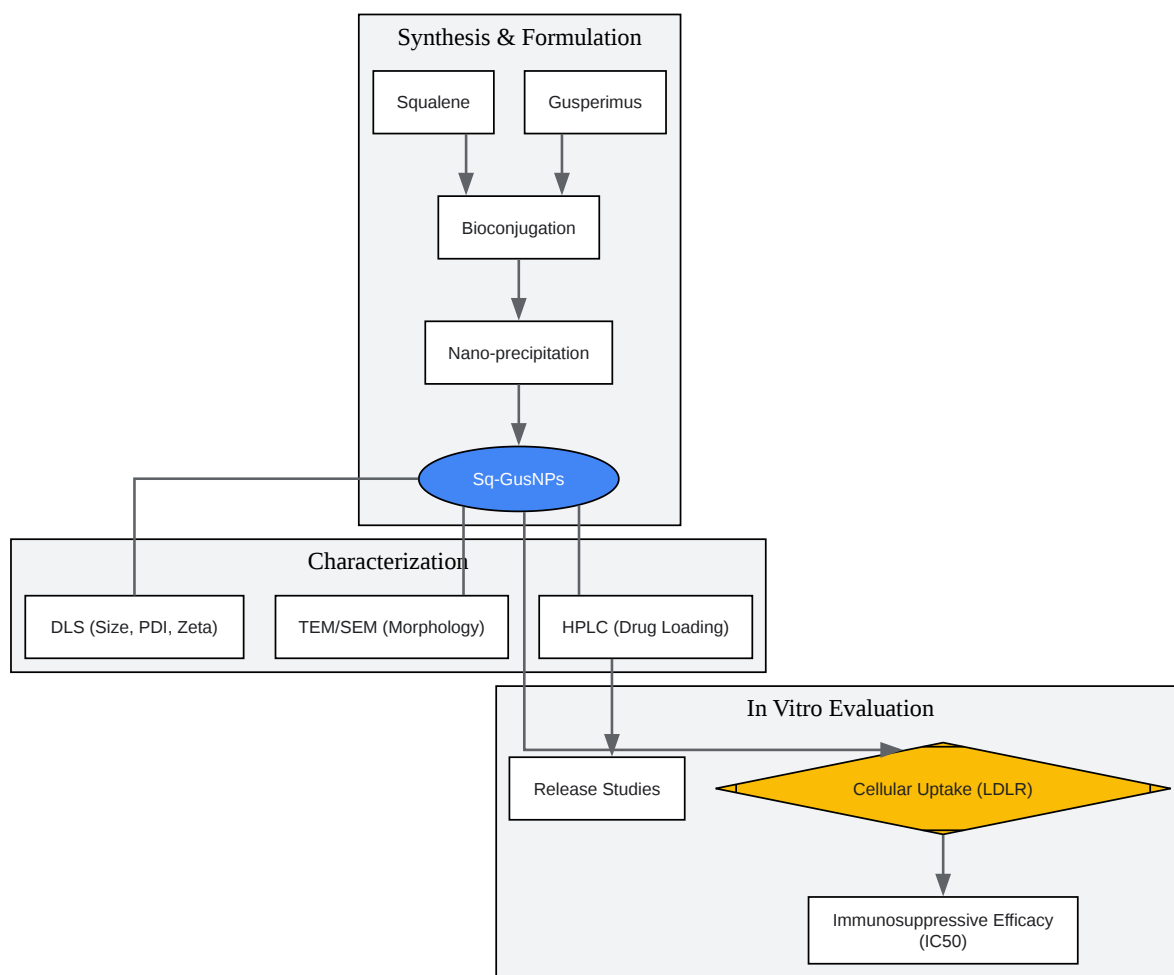 Synthesis & Formulation
Squalene
Gusperimus
Bioconjugation
Nano-precipitation
Sq-GusNPs
Characterization
DLS (Size, PDI, Zeta)
TEM/SEM (Morphology)
HPLC (Drug Loading)
In Vitro Evaluation
Release Studies
Cellular Uptake (LDLR)
Immunosuppressive Efficacy
(IC50)